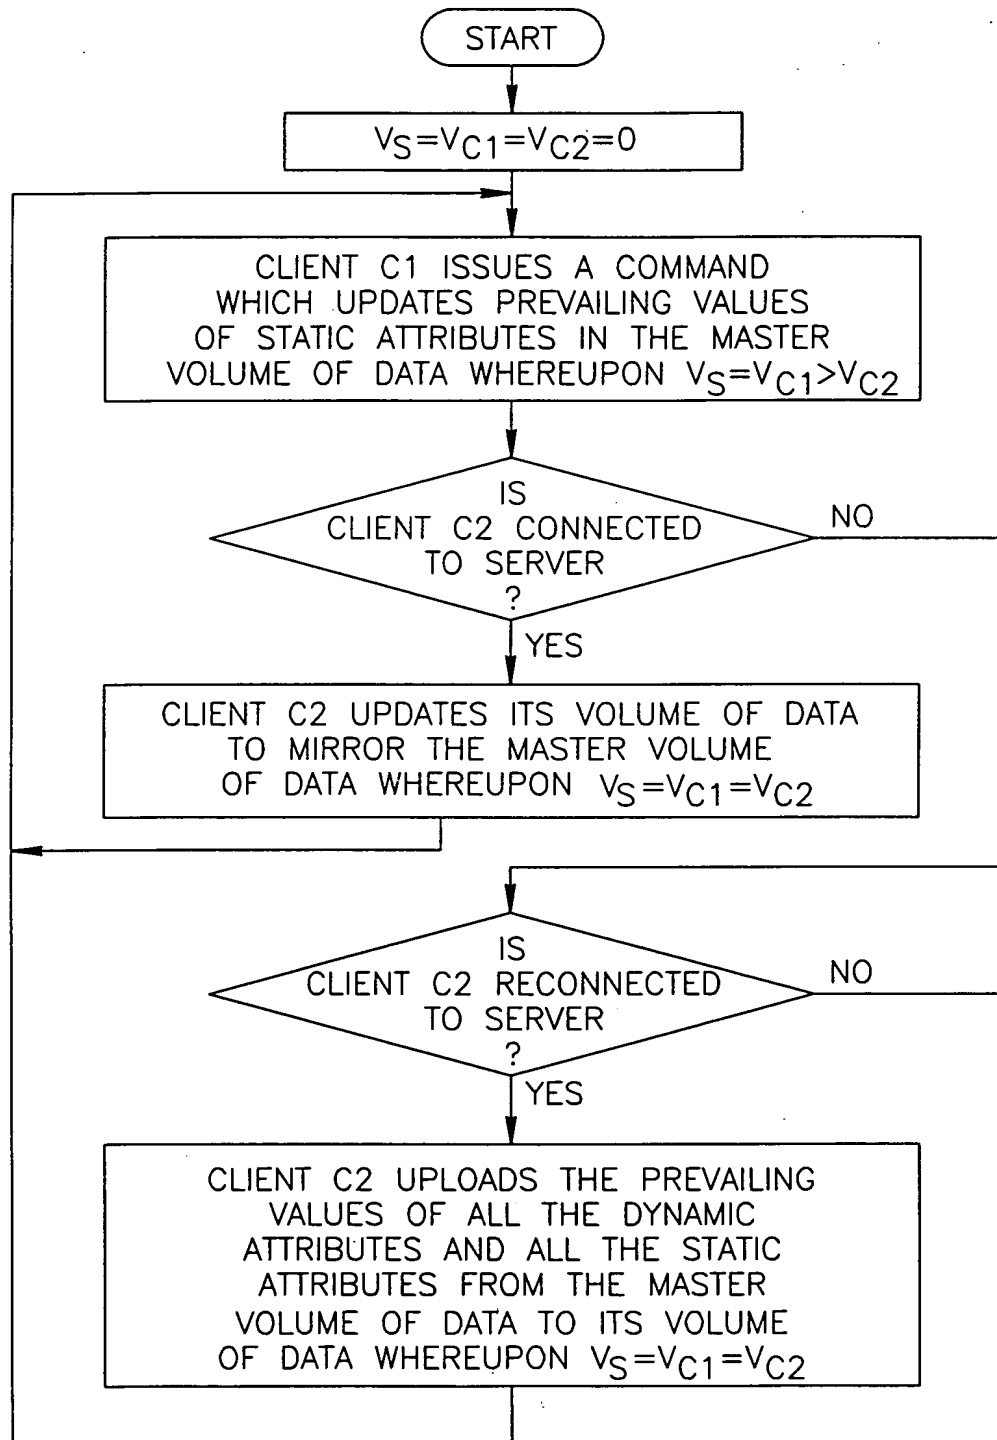 START
VS=VC1=VC2=0
CLIENT C1 ISSUES A COMMAND
WHICH UPDATES PREVAILING VALUES
OF STATIC ATTRIBUTES IN THE MASTER
VOLUME OF DATA WHEREUPON VS=VC1>VC2
IS
CLIENT C2 CONNECTED
TO SERVER
?
NO
YES
CLIENT C2 UPDATES ITS VOLUME OF DATA
TO MIRROR THE MASTER VOLUME
OF DATA WHEREUPON VS=VC1=VC2
IS
CLIENT C2 RECONNECTED
TO SERVER
?
NO
YES
CLIENT C2 UPLOADS THE PREVAILING
VALUES OF ALL THE DYNAMIC
ATTRIBUTES AND ALL THE STATIC
ATTRIBUTES FROM THE MASTER
VOLUME OF DATA TO ITS VOLUME
OF DATA WHEREUPON VS=VC1=VC2